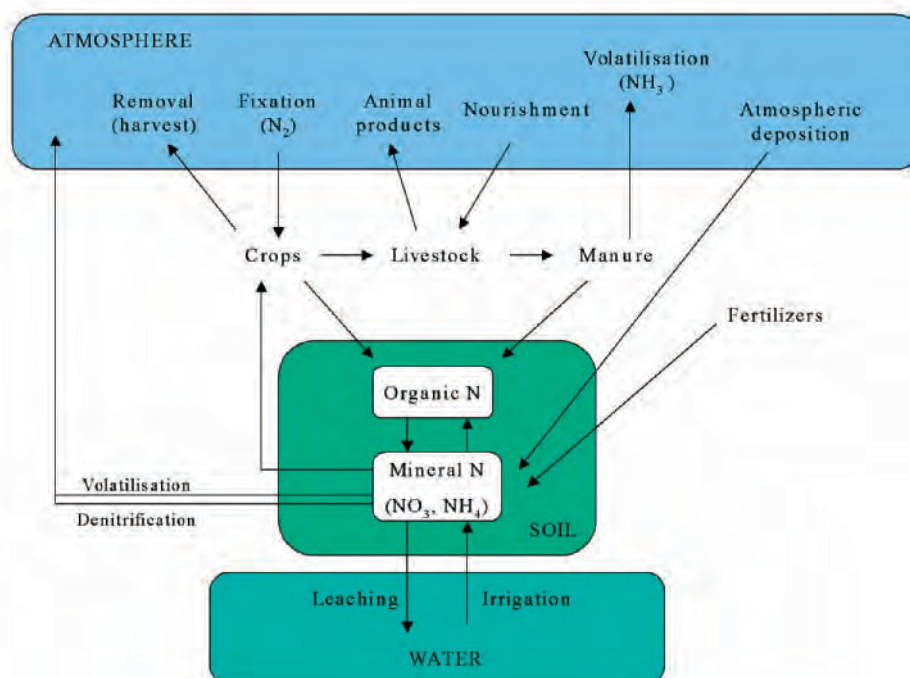 ATMOSPHERE
Volatilisation
(NH₃)
Removal
(harvest)
Fixation
(N₂)
Animal
products
Nourishment
Atmospheric
deposition
Crops
Livestock
Manure
Fertilizers
Organic N
Mineral N
(NO₃, NH₄)
Volatilisation
Denitrification
SOIL
Leaching
Irrigation
WATER